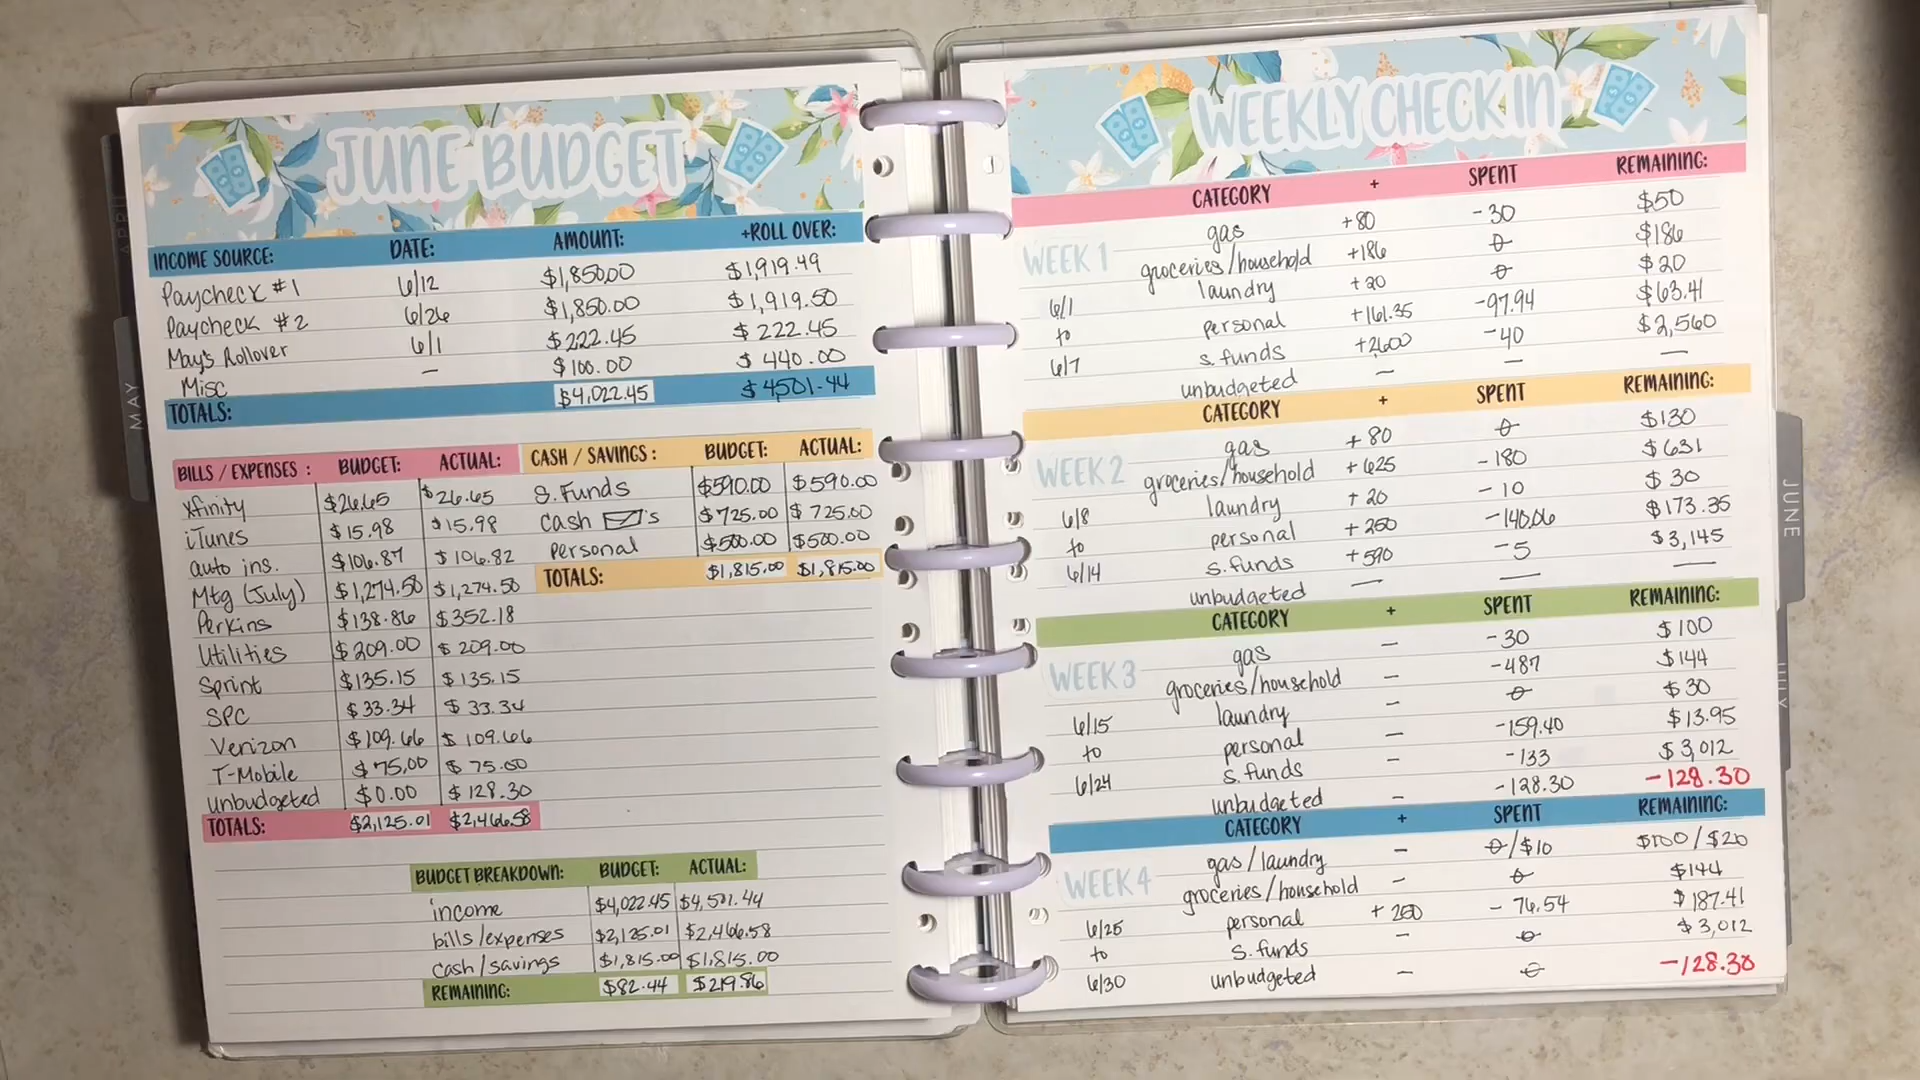 JUNE BUDGET
INCOME SOURCE: DATE: AMOUNT: +ROLL OVER:
Paycheck #1 6/12 $1,850.00 $1,919.49
Paycheck #2 6/26 $1,850.00 $1,919.50
May's Rollover 6/1 $222.45 $222.45
Misc — $100.00 $440.00
TOTALS: $4,022.45 $4501.44
BILLS / EXPENSES : BUDGET: ACTUAL:
Xfinity $26.65 $26.65
iTunes $15.98 $15.98
auto ins. $106.87 $106.82
Mtg (July) $1,274.50 $1,274.50
Perkins $138.86 $352.18
Utilities $209.00 $209.00
Sprint $135.15 $135.15
SPC $33.34 $33.34
Verizon $109.66 $109.66
T-Mobile $75.00 $75.00
unbudgeted $0.00 $128.30
TOTALS: $2,125.01 $2,466.58
CASH / SAVINGS : BUDGET: ACTUAL:
S. Funds $590.00 $590.00
Cash 's $725.00 $725.00
Personal $500.00 $500.00
TOTALS: $1,815.00 $1,815.00
BUDGET BREAKDOWN: BUDGET: ACTUAL:
income $4,022.45 $4,501.44
bills/expenses $2,125.01 $2,466.58
cash/savings $1,815.00 $1,815.00
REMAINING: $82.44 $219.86
WEEKLY CHECK IN
CATEGORY + SPENT REMAINING:
WEEK 1
6/1
to
6/7
gas +80 -30 $50
groceries/household +186 0 $186
laundry +20 0 $20
personal +161.35 -97.94 $63.41
s. funds +2600 -40 $2,560
unbudgeted — — —
CATEGORY + SPENT REMAINING:
WEEK 2
6/8
to
6/14
gas +80 0 $130
groceries/household +625 -180 $631
laundry +20 -10 $30
personal +250 -140.06 $173.35
s. funds +590 -5 $3,145
unbudgeted — — —
CATEGORY + SPENT REMAINING:
WEEK 3
6/15
to
6/24
gas — -30 $100
groceries/household — -487 $144
laundry — 0 $30
personal — -159.40 $13.95
s. funds — -133 $3,012
unbudgeted — -128.30 -128.30
CATEGORY + SPENT REMAINING:
WEEK 4
6/25
to
6/30
gas/laundry — 0/$10 $100/$20
groceries/household — 0 $144
personal +250 -76.54 $187.41
s. funds — 0 $3,012
unbudgeted — 0 -128.30
APRIL
MAY
JUNE
JULY